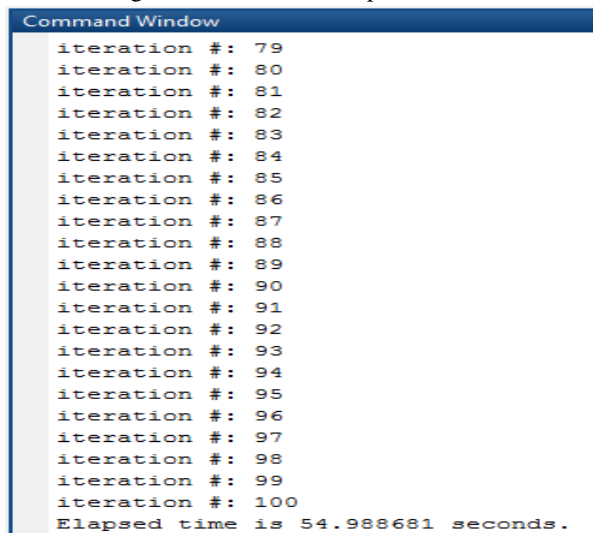 Command Window
iteration #: 79
iteration #: 80
iteration #: 81
iteration #: 82
iteration #: 83
iteration #: 84
iteration #: 85
iteration #: 86
iteration #: 87
iteration #: 88
iteration #: 89
iteration #: 90
iteration #: 91
iteration #: 92
iteration #: 93
iteration #: 94
iteration #: 95
iteration #: 96
iteration #: 97
iteration #: 98
iteration #: 99
iteration #: 100
Elapsed time is 54.988681 seconds.